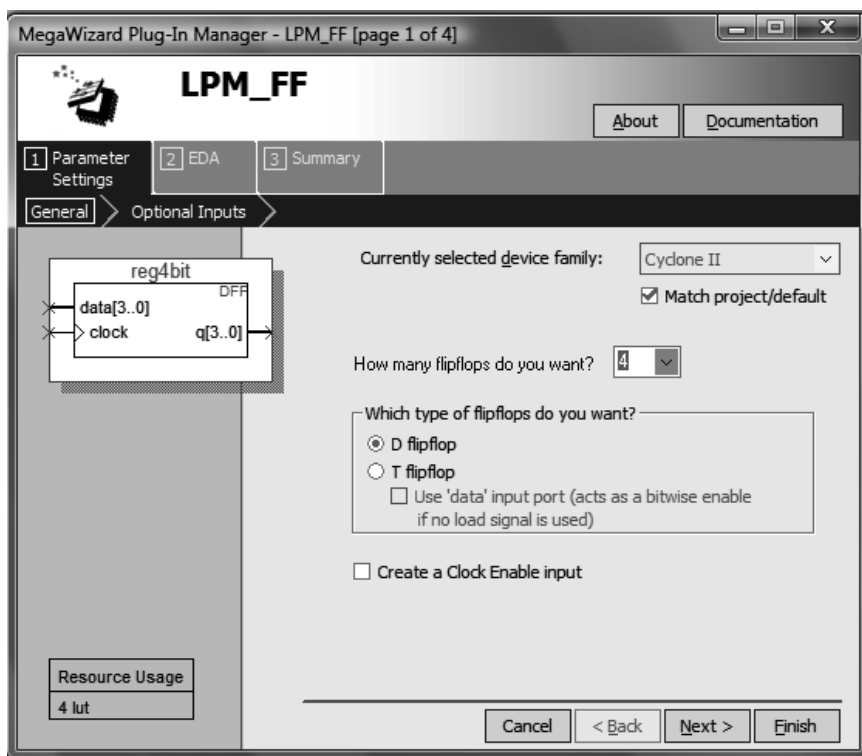 MegaWizard Plug-In Manager - LPM_FF [page 1 of 4]
LPM_FF
About
Documentation
1 Parameter Settings
2 EDA
3 Summary
General
Optional Inputs
reg4bit
DFF
data[3..0]
clock
q[3..0]
Currently selected device family:
Cyclone II
Match project/default
How many flipflops do you want?
4
Which type of flipflops do you want?
D flipflop
T flipflop
Use 'data' input port (acts as a bitwise enable
if no load signal is used)
Create a Clock Enable input
Resource Usage
4 lut
Cancel
< Back
Next >
Finish